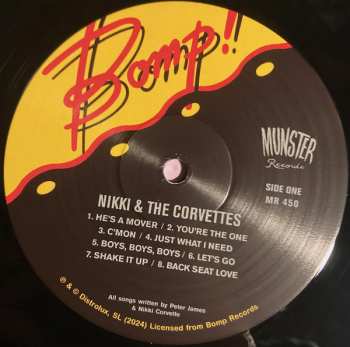 Bomp!!
MUNSTER
Records
SIDE ONE
MR 450
NIKKI & THE CORVETTES
1. HE'S A MOVER / 2. YOU'RE THE ONE
3. C'MON / 4. JUST WHAT I NEED
5. BOYS, BOYS, BOYS / 6. LET'S GO
7. SHAKE IT UP / 8. BACK SEAT LOVE
All songs written by Peter James
& Nikki Corvette
℗ & © Distrolux, SL (2024) Licensed from Bomp Records